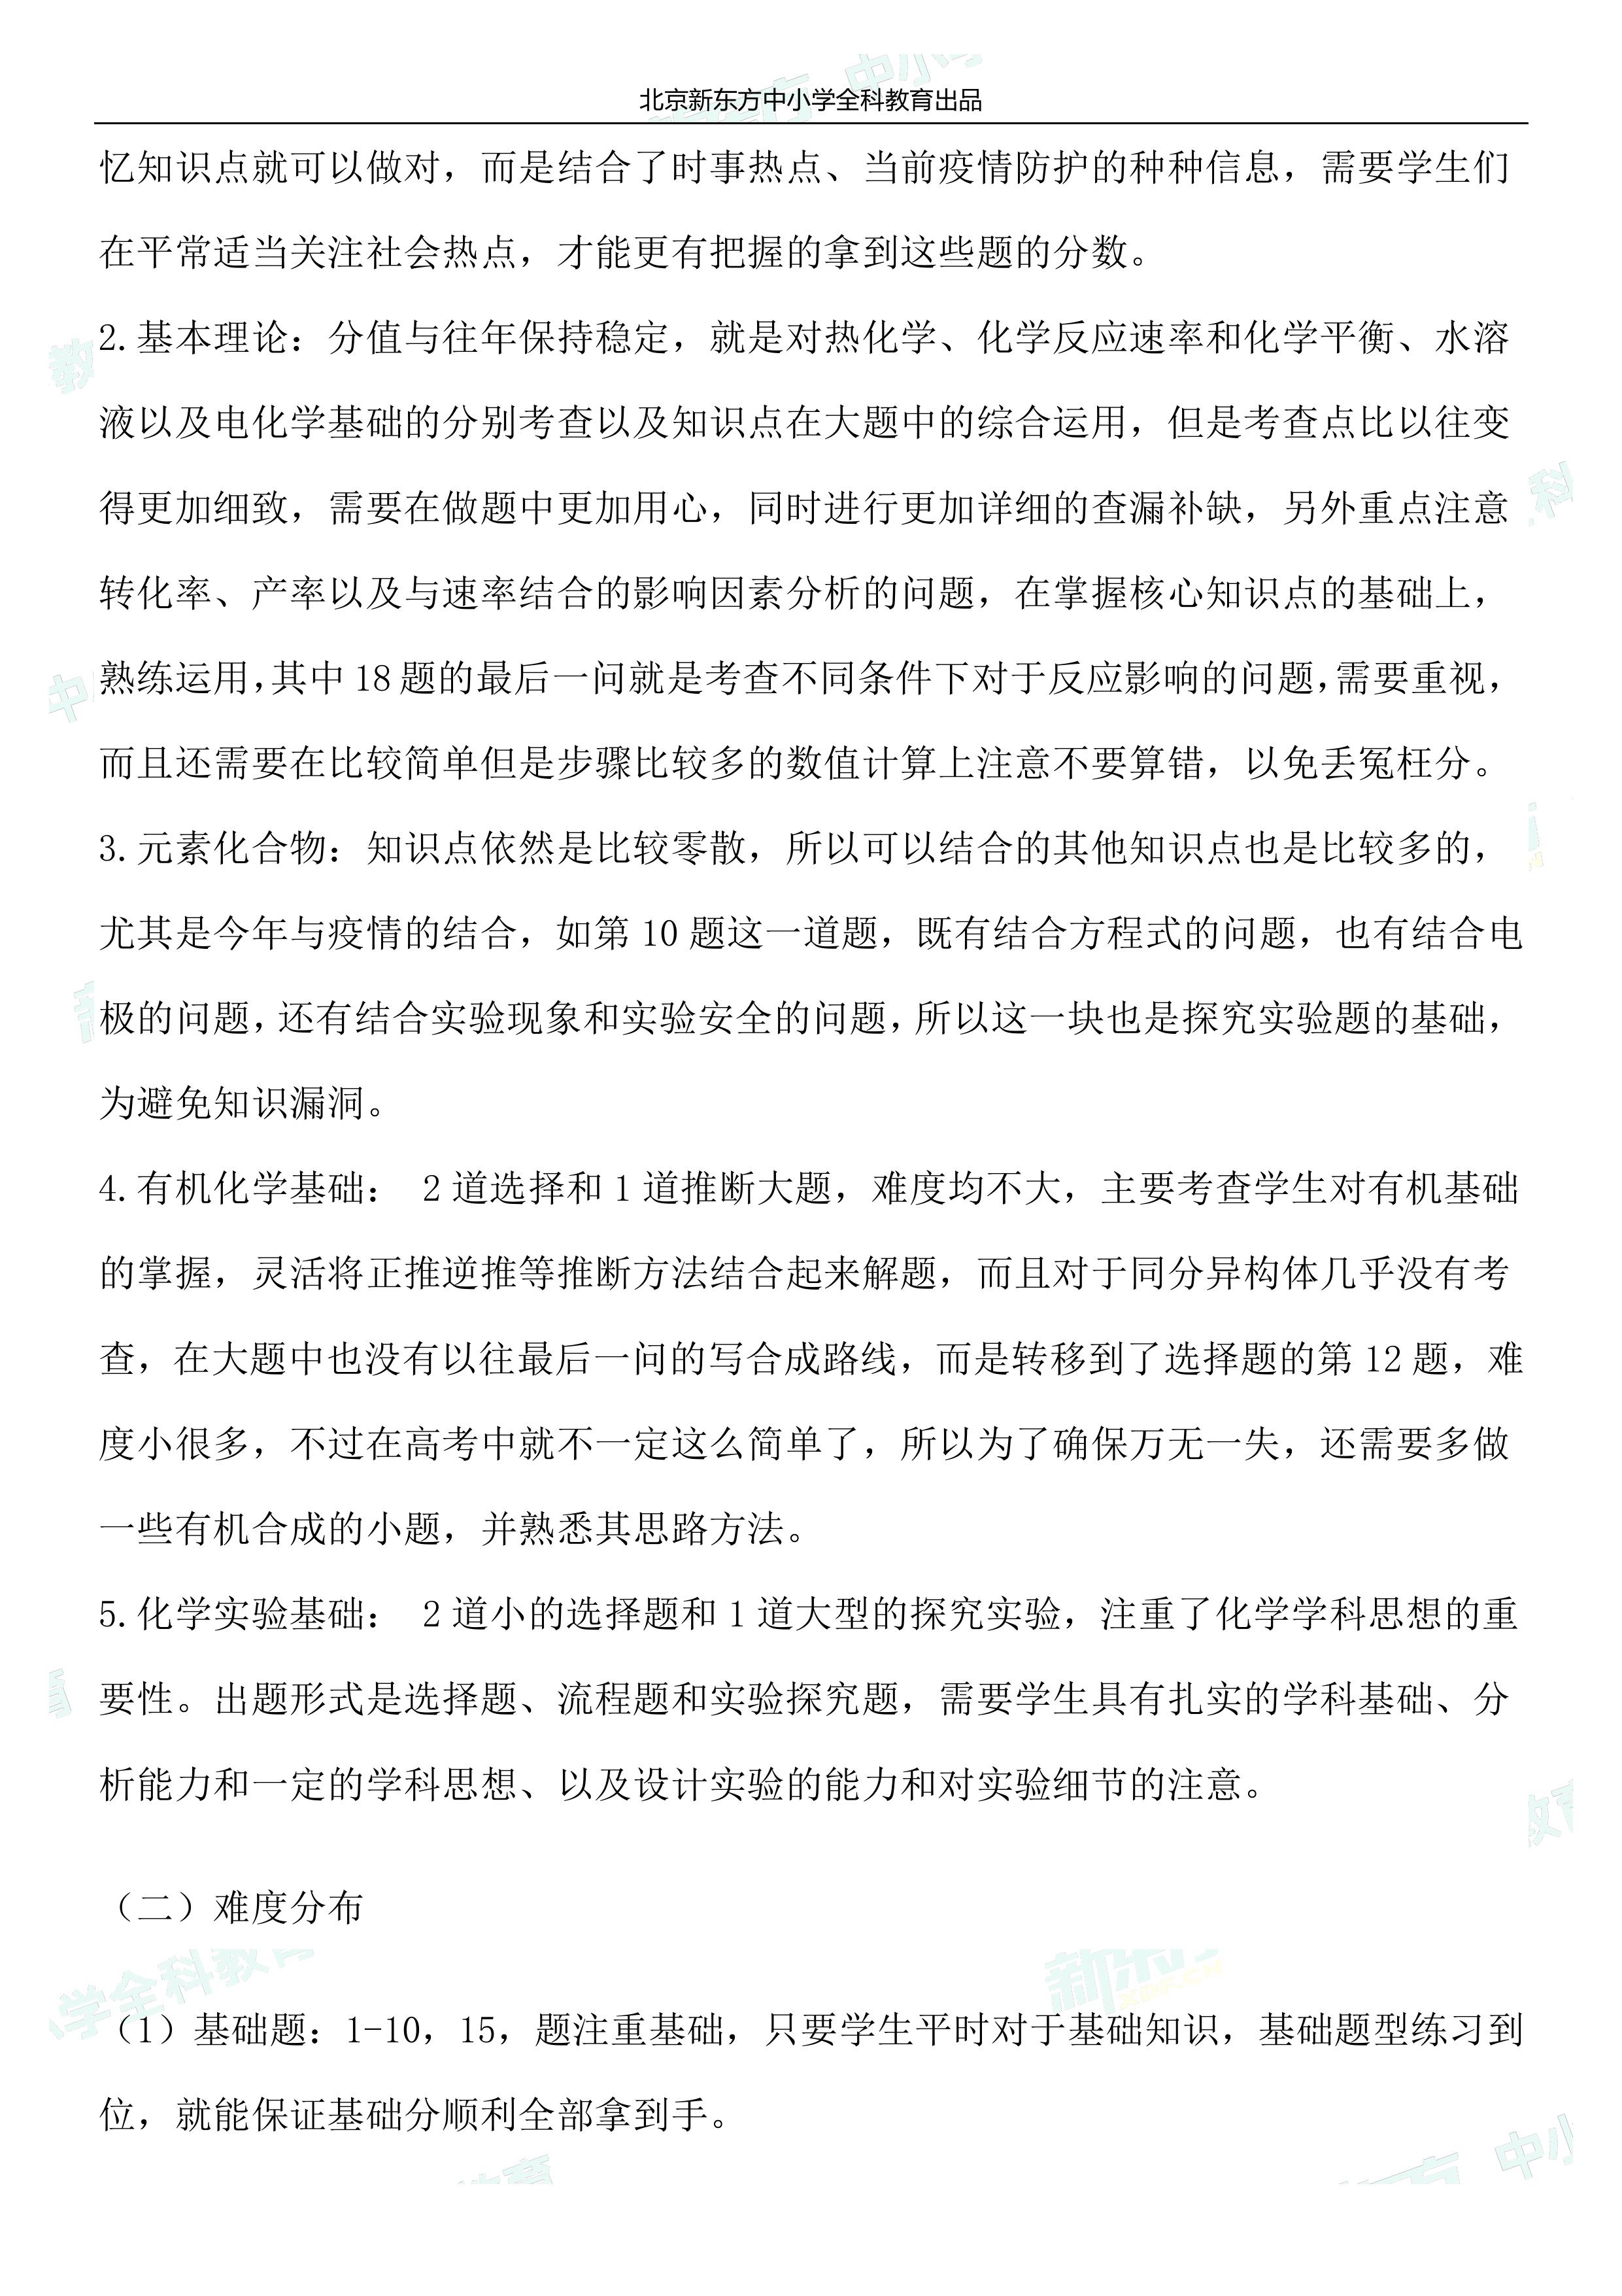 北京新东方中小学全科教育出品
忆知识点就可以做对，而是结合了时事热点、当前疫情防护的种种信息，需要学生们
在平常适当关注社会热点，才能更有把握的拿到这些题的分数。
2.基本理论：分值与往年保持稳定，就是对热化学、化学反应速率和化学平衡、水溶
液以及电化学基础的分别考查以及知识点在大题中的综合运用，但是考查点比以往变
得更加细致，需要在做题中更加用心，同时进行更加详细的查漏补缺，另外重点注意
转化率、产率以及与速率结合的影响因素分析的问题，在掌握核心知识点的基础上，
熟练运用，其中 18 题的最后一问就是考查不同条件下对于反应影响的问题，需要重视，
而且还需要在比较简单但是步骤比较多的数值计算上注意不要算错，以免丢冤枉分。
3.元素化合物：知识点依然是比较零散，所以可以结合的其他知识点也是比较多的，
尤其是今年与疫情的结合，如第 10 题这一道题，既有结合方程式的问题，也有结合电
极的问题，还有结合实验现象和实验安全的问题，所以这一块也是探究实验题的基础，
为避免知识漏洞。
4.有机化学基础： 2 道选择和 1 道推断大题，难度均不大，主要考查学生对有机基础
的掌握，灵活将正推逆推等推断方法结合起来解题，而且对于同分异构体几乎没有考
查，在大题中也没有以往最后一问的写合成路线，而是转移到了选择题的第 12 题，难
度小很多，不过在高考中就不一定这么简单了，所以为了确保万无一失，还需要多做
一些有机合成的小题，并熟悉其思路方法。
5.化学实验基础： 2 道小的选择题和 1 道大型的探究实验，注重了化学学科思想的重
要性。出题形式是选择题、流程题和实验探究题，需要学生具有扎实的学科基础、分
析能力和一定的学科思想、以及设计实验的能力和对实验细节的注意。
（二）难度分布
（1）基础题：1-10，15，题注重基础，只要学生平时对于基础知识，基础题型练习到
位，就能保证基础分顺利全部拿到手。